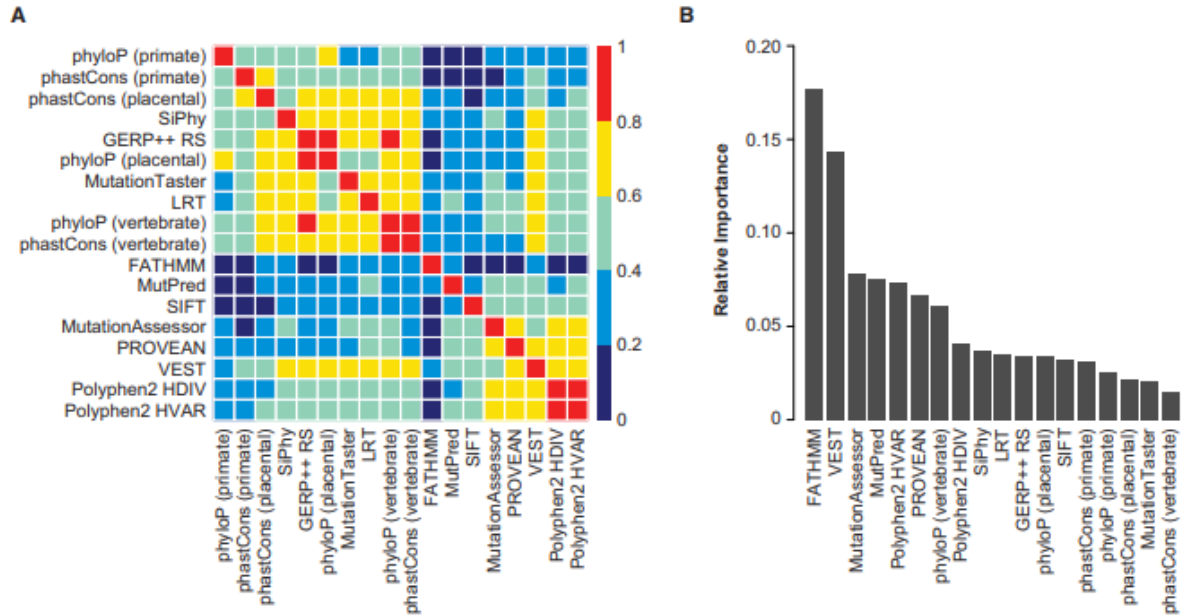 A
phyloP (primate)
phastCons (primate)
phastCons (placental)
SiPhy
GERP++ RS
phyloP (placental)
MutationTaster
LRT
phyloP (vertebrate)
phastCons (vertebrate)
FATHMM
MutPred
SIFT
MutationAssessor
PROVEAN
VEST
Polyphen2 HDIV
Polyphen2 HVAR
1
0.8
0.6
0.4
0.2
0
phyloP (primate)
phastCons (primate)
phastCons (placental)
SiPhy
GERP++ RS
phyloP (placental)
MutationTaster
LRT
phyloP (vertebrate)
phastCons (vertebrate)
FATHMM
MutPred
SIFT
MutationAssessor
PROVEAN
VEST
Polyphen2 HDIV
Polyphen2 HVAR
B
Relative Importance
0.20
0.15
0.10
0.05
0
FATHMM
VEST
MutationAssessor
MutPred
Polyphen2 HVAR
PROVEAN
phyloP (vertebrate)
Polyphen2 HDIV
SiPhy
LRT
GERP++ RS
phyloP (placental)
SIFT
phastCons (primate)
phyloP (primate)
phastCons (placental)
MutationTaster
phastCons (vertebrate)